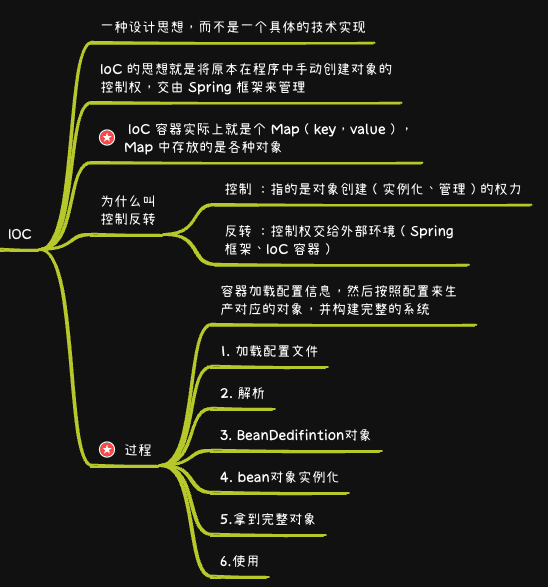 一种设计思想，而不是一个具体的技术实现
IoC 的思想就是将原本在程序中手动创建对象的
控制权，交由 Spring 框架来管理
IoC 容器实际上就是个 Map（key，value），
Map 中存放的是各种对象
为什么叫
控制反转
控制 ：指的是对象创建（实例化、管理）的权力
反转 ：控制权交给外部环境（Spring
框架、IoC 容器）
IOC
容器加载配置信息，然后按照配置来生
产对应的对象，并构建完整的系统
1. 加载配置文件
2. 解析
3. BeanDedifintion对象
过程
4. bean对象实例化
5.拿到完整对象
6.使用